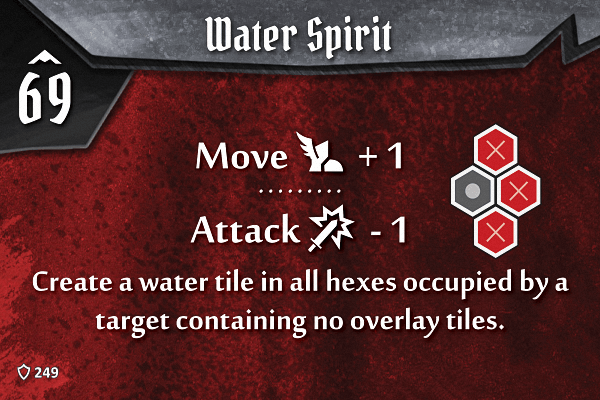 Water Spirit
69
Move + 1
Attack - 1
Create a water tile in all hexes occupied by a
target containing no overlay tiles.
249